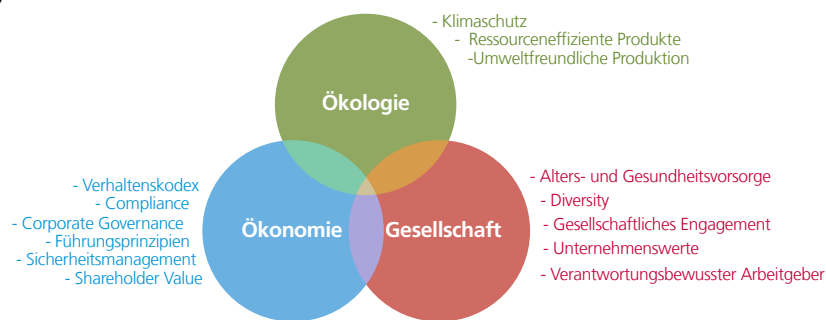 - Klimaschutz
- Ressourceneffiziente Produkte
-Umweltfreundliche Produktion
Ökologie
- Verhaltenskodex
- Compliance
- Corporate Governance
- Führungsprinzipien
- Sicherheitsmanagement
- Shareholder Value
Ökonomie
Gesellschaft
- Alters- und Gesundheitsvorsorge
- Diversity
- Gesellschaftliches Engagement
- Unternehmenswerte
- Verantwortungsbewusster Arbeitgeber